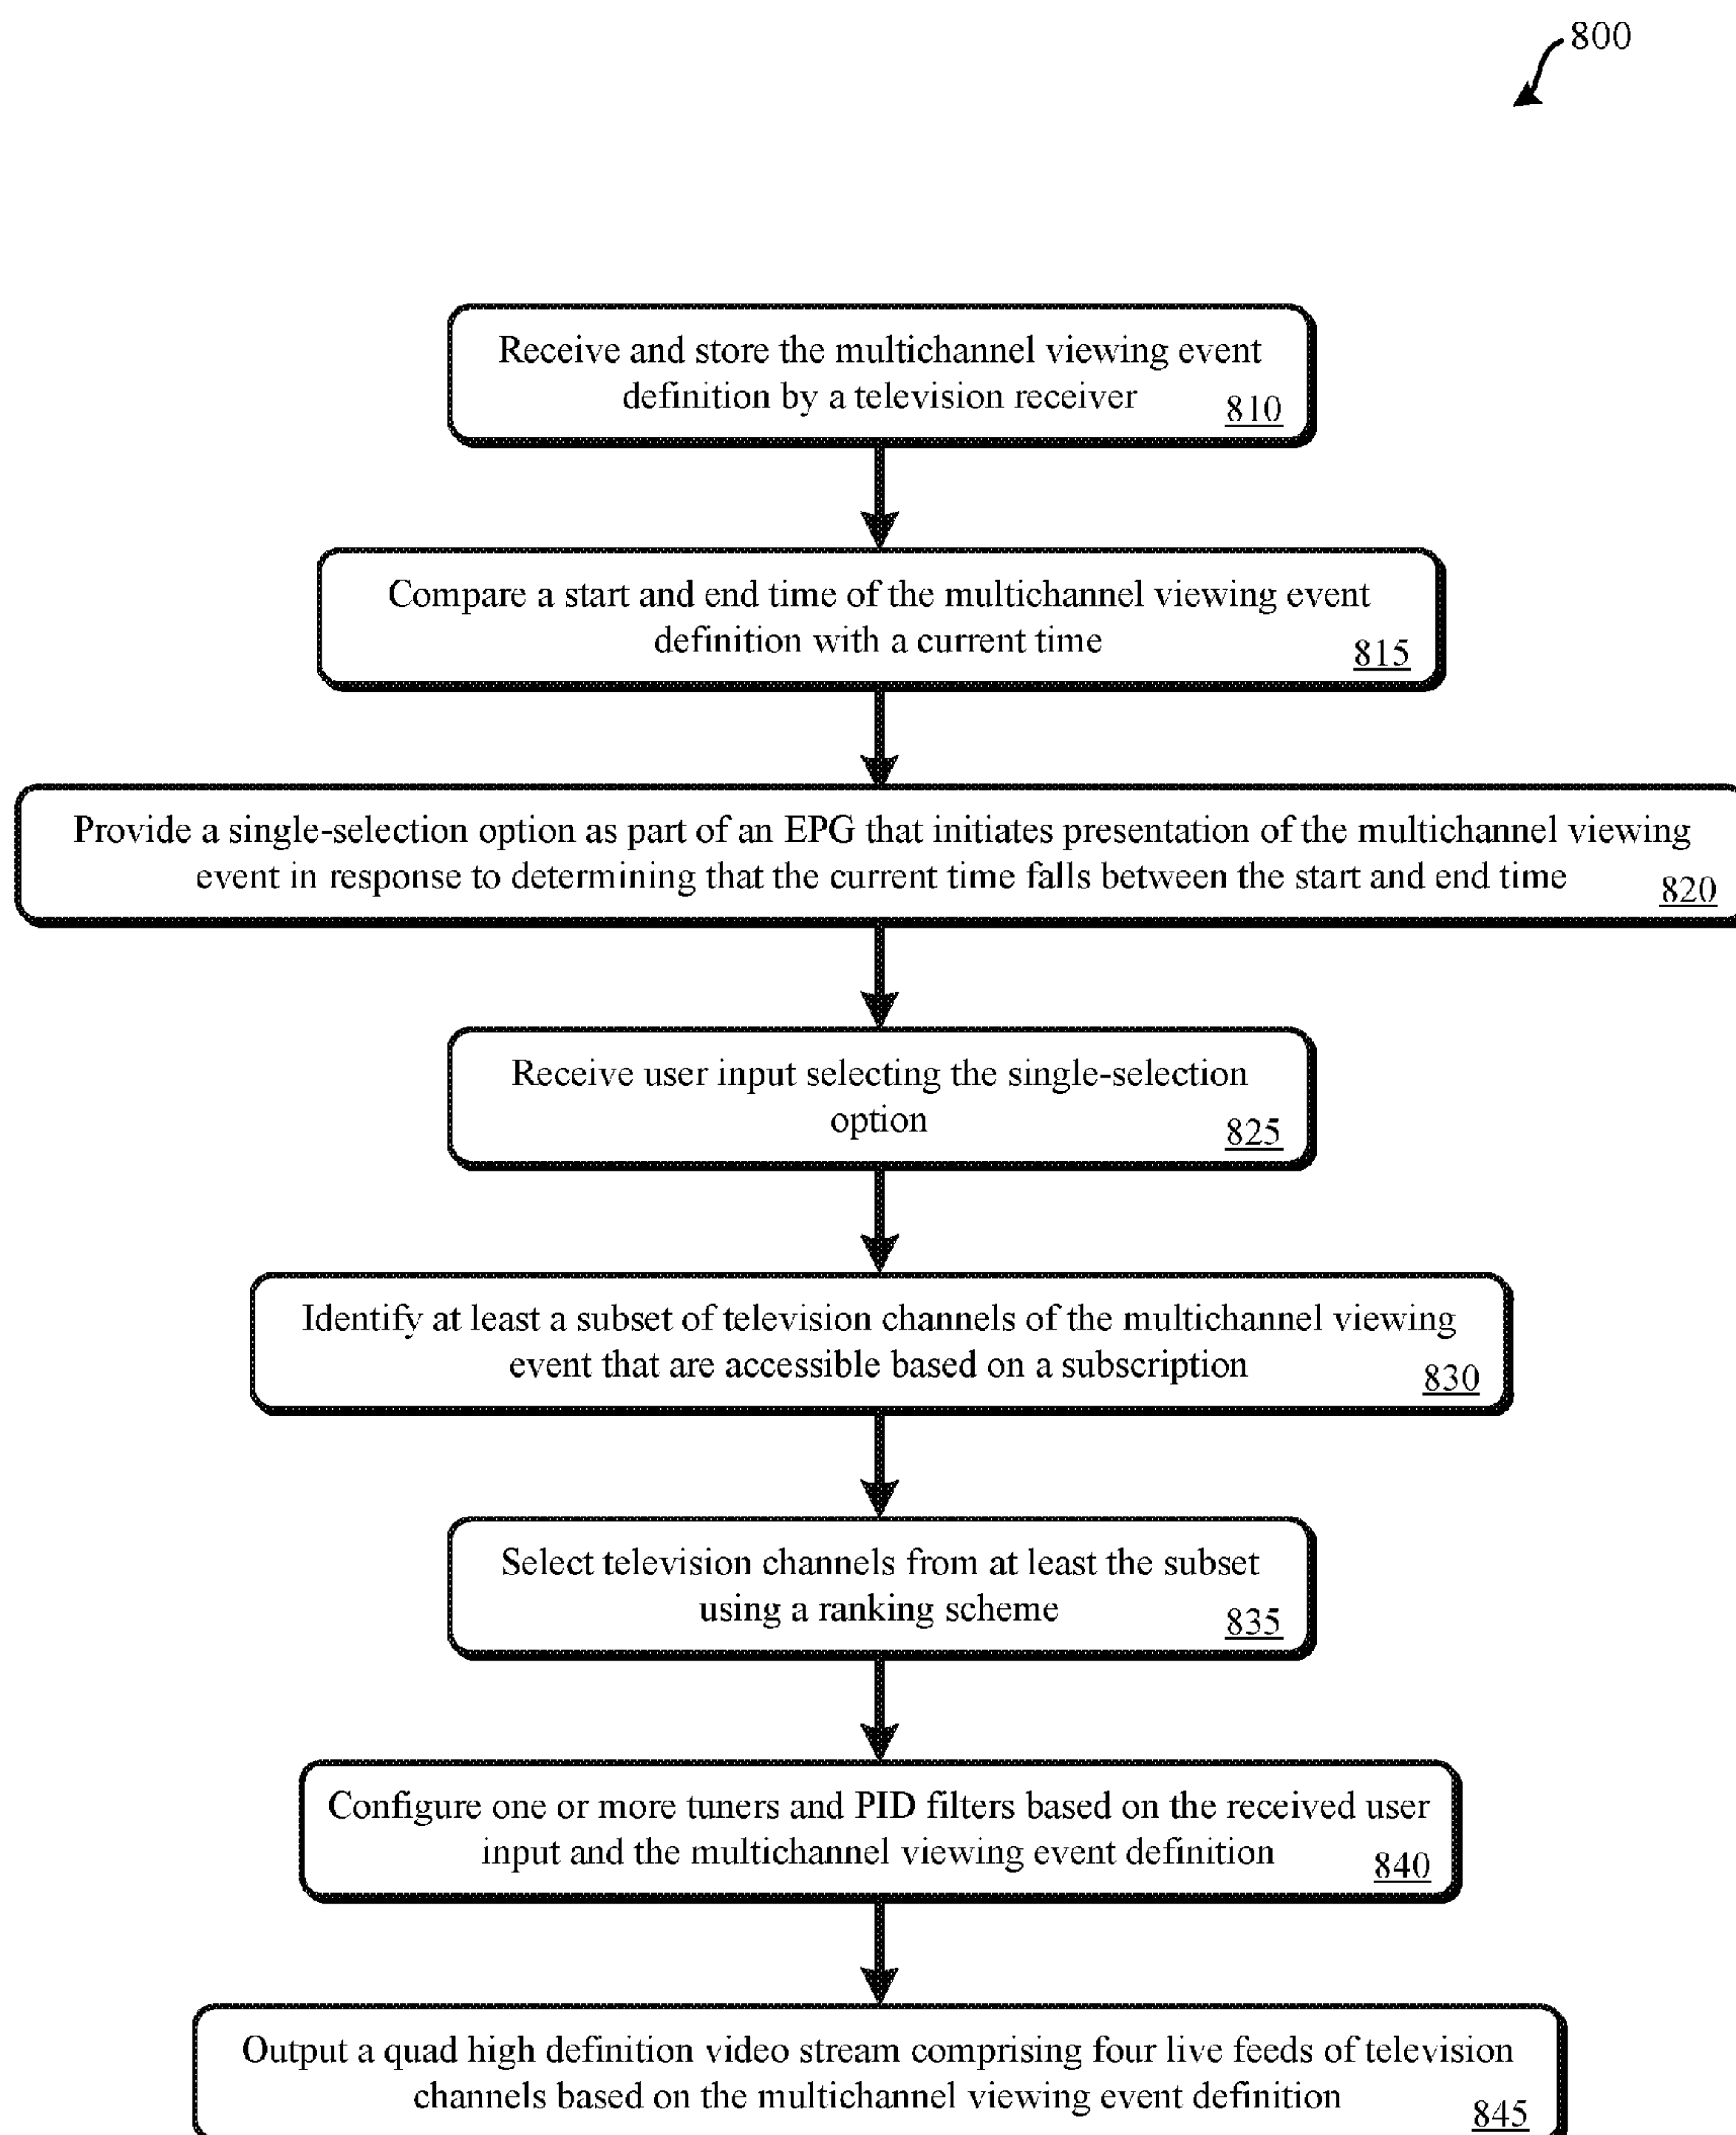 800
Receive and store the multichannel viewing event
definition by a television receiver
810
Compare a start and end time of the multichannel viewing event
definition with a current time
815
Provide a single-selection option as part of an EPG that initiates presentation of the multichannel viewing
event in response to determining that the current time falls between the start and end time
820
Receive user input selecting the single-selection
option
825
Identify at least a subset of television channels of the multichannel viewing
event that are accessible based on a subscription
830
Select television channels from at least the subset
using a ranking scheme
835
Configure one or more tuners and PID filters based on the received user
input and the multichannel viewing event definition
840
Output a quad high definition video stream comprising four live feeds of television
channels based on the multichannel viewing event definition
845